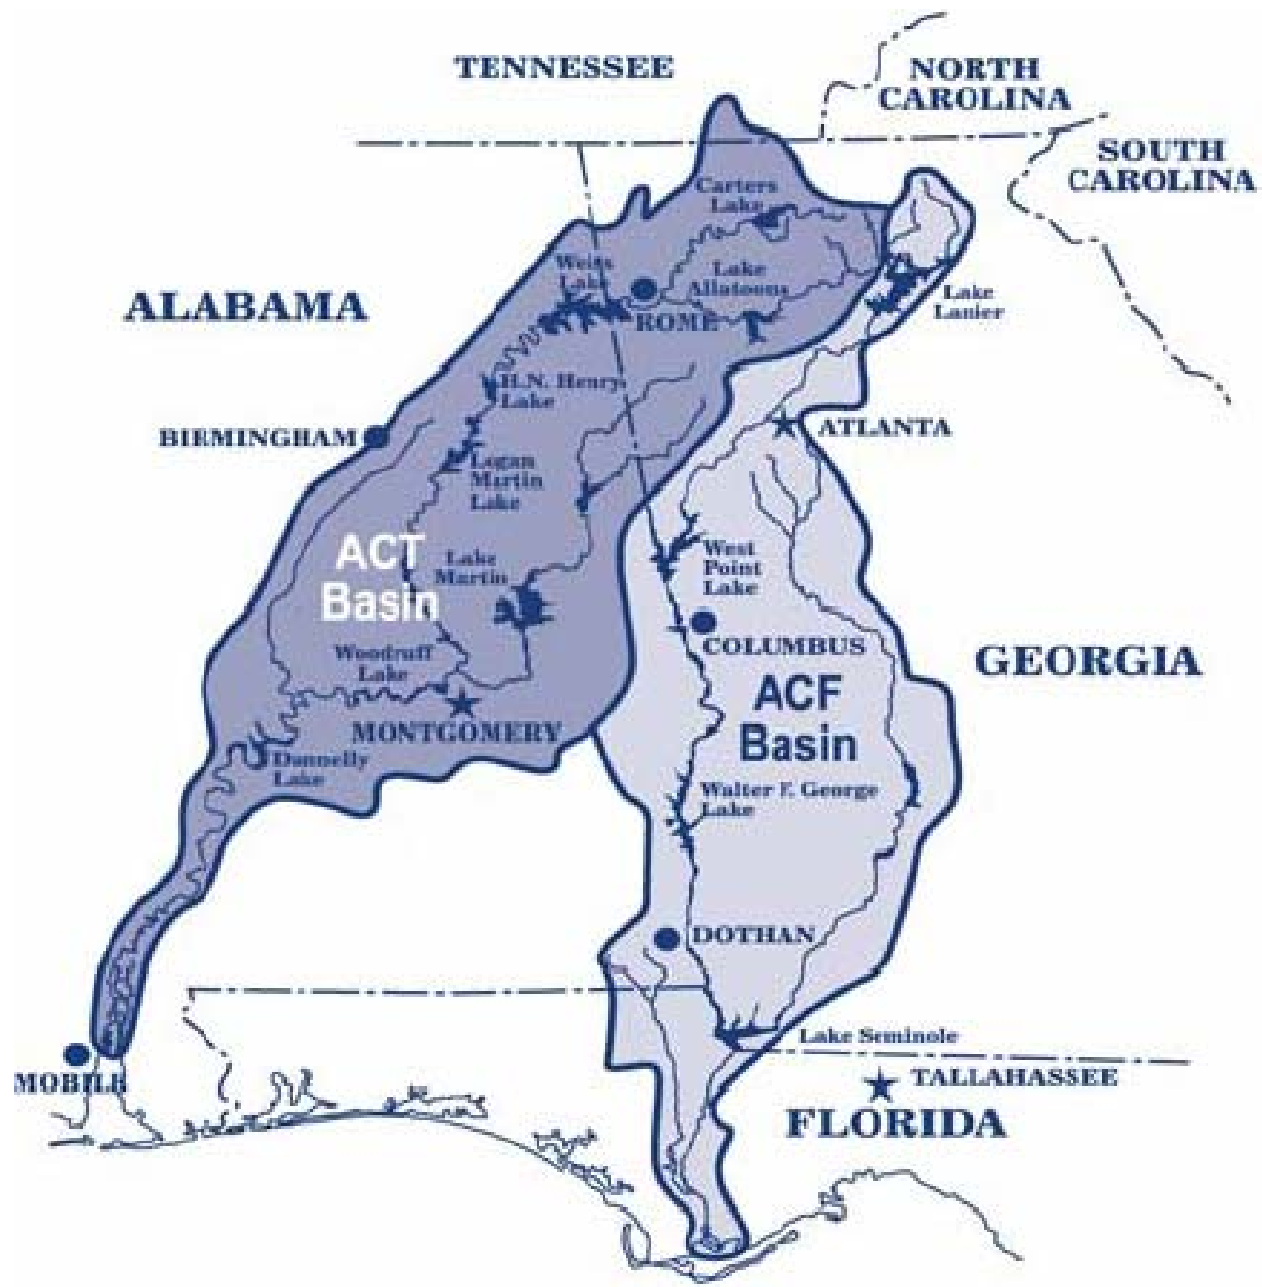 TENNESSEE
NORTH
CAROLINA
SOUTH
CAROLINA
Carters
Lake
Weiss
Lake
Lake
Allatoona
ALABAMA
Lake
Lanier
ROME
H.N. Henry
Lake
BIRMINGHAM
ATLANTA
Logan
Martin
Lake
ACT
Basin
Lake
Martin
West
Point
Lake
COLUMBUS
GEORGIA
Woodruff
Lake
ACF
Basin
MONTGOMERY
Dannelly
Lake
Walter F. George
Lake
DOTHAN
Lake Seminole
MOBILE
TALLAHASSEE
FLORIDA